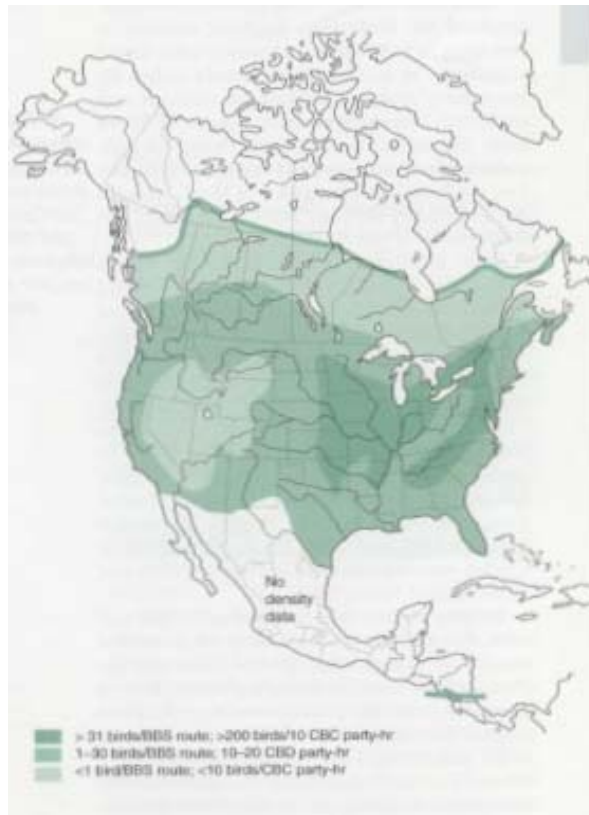 No
density
data
> 31 birds/BBS route; >200 birds/10 CBC party-hr
1–30 birds/BBS route; 10–20 CBD party-hr
<1 bird/BBS route; <10 birds/CBC party-hr